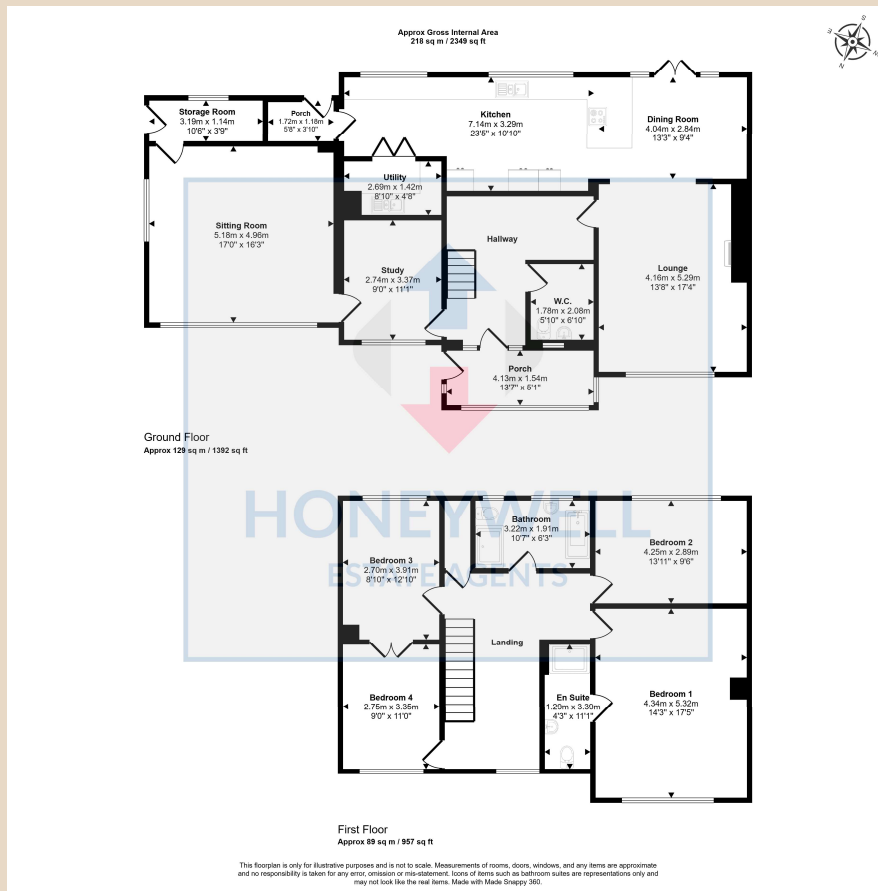 Approx Gross Internal Area
218 sq m / 2349 sq ft
S
E
N
Storage Room
3.19m x 1.14m
10'6" x 3'9"
Porch
1.72m x 1.18m
5'8" x 3'10"
Kitchen
7.14m x 3.29m
23'5" x 10'10"
Dining Room
4.04m x 2.84m
13'3" x 9'4"
Utility
2.69m x 1.42m
8'10" x 4'8"
Sitting Room
5.18m x 4.96m
17'0" x 16'3"
Hallway
Study
2.74m x 3.37m
9'0" x 11'1"
Lounge
4.16m x 5.29m
13'8" x 17'4"
W.C.
1.78m x 2.08m
5'10" x 6'10"
Porch
4.13m x 1.54m
13'7" x 5'1"
Ground Floor
Approx 129 sq m / 1392 sq ft
HONEYWELL
ESTATE AGENTS
Bathroom
3.22m x 1.91m
10'7" x 6'3"
Bedroom 2
4.25m x 2.89m
13'11" x 9'6"
Bedroom 3
2.70m x 3.91m
8'10" x 12'10"
Landing
Bedroom 4
2.75m x 3.35m
9'0" x 11'0"
En Suite
1.29m x 3.39m
4'3" x 11'1"
Bedroom 1
4.34m x 5.32m
14'3" x 17'5"
First Floor
Approx 89 sq m / 957 sq ft
This floorplan is only for illustrative purposes and is not to scale. Measurements of rooms, doors, windows, and any items are approximate
and no responsibility is taken for any error, omission or mis-statement. Icons of items such as bathroom suites are representations only and
may not look like the real items. Made with Made Snappy 360.